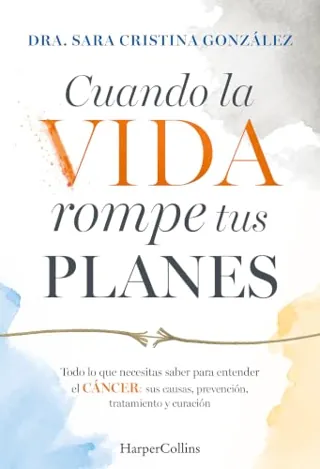 DRA. SARA CRISTINA GONZÁLEZ
Cuando la
VIDA
rompe tus
PLANES
Todo lo que necesitas saber para entender
el CÁNCER: sus causas, prevención,
tratamiento y curación
HarperCollins